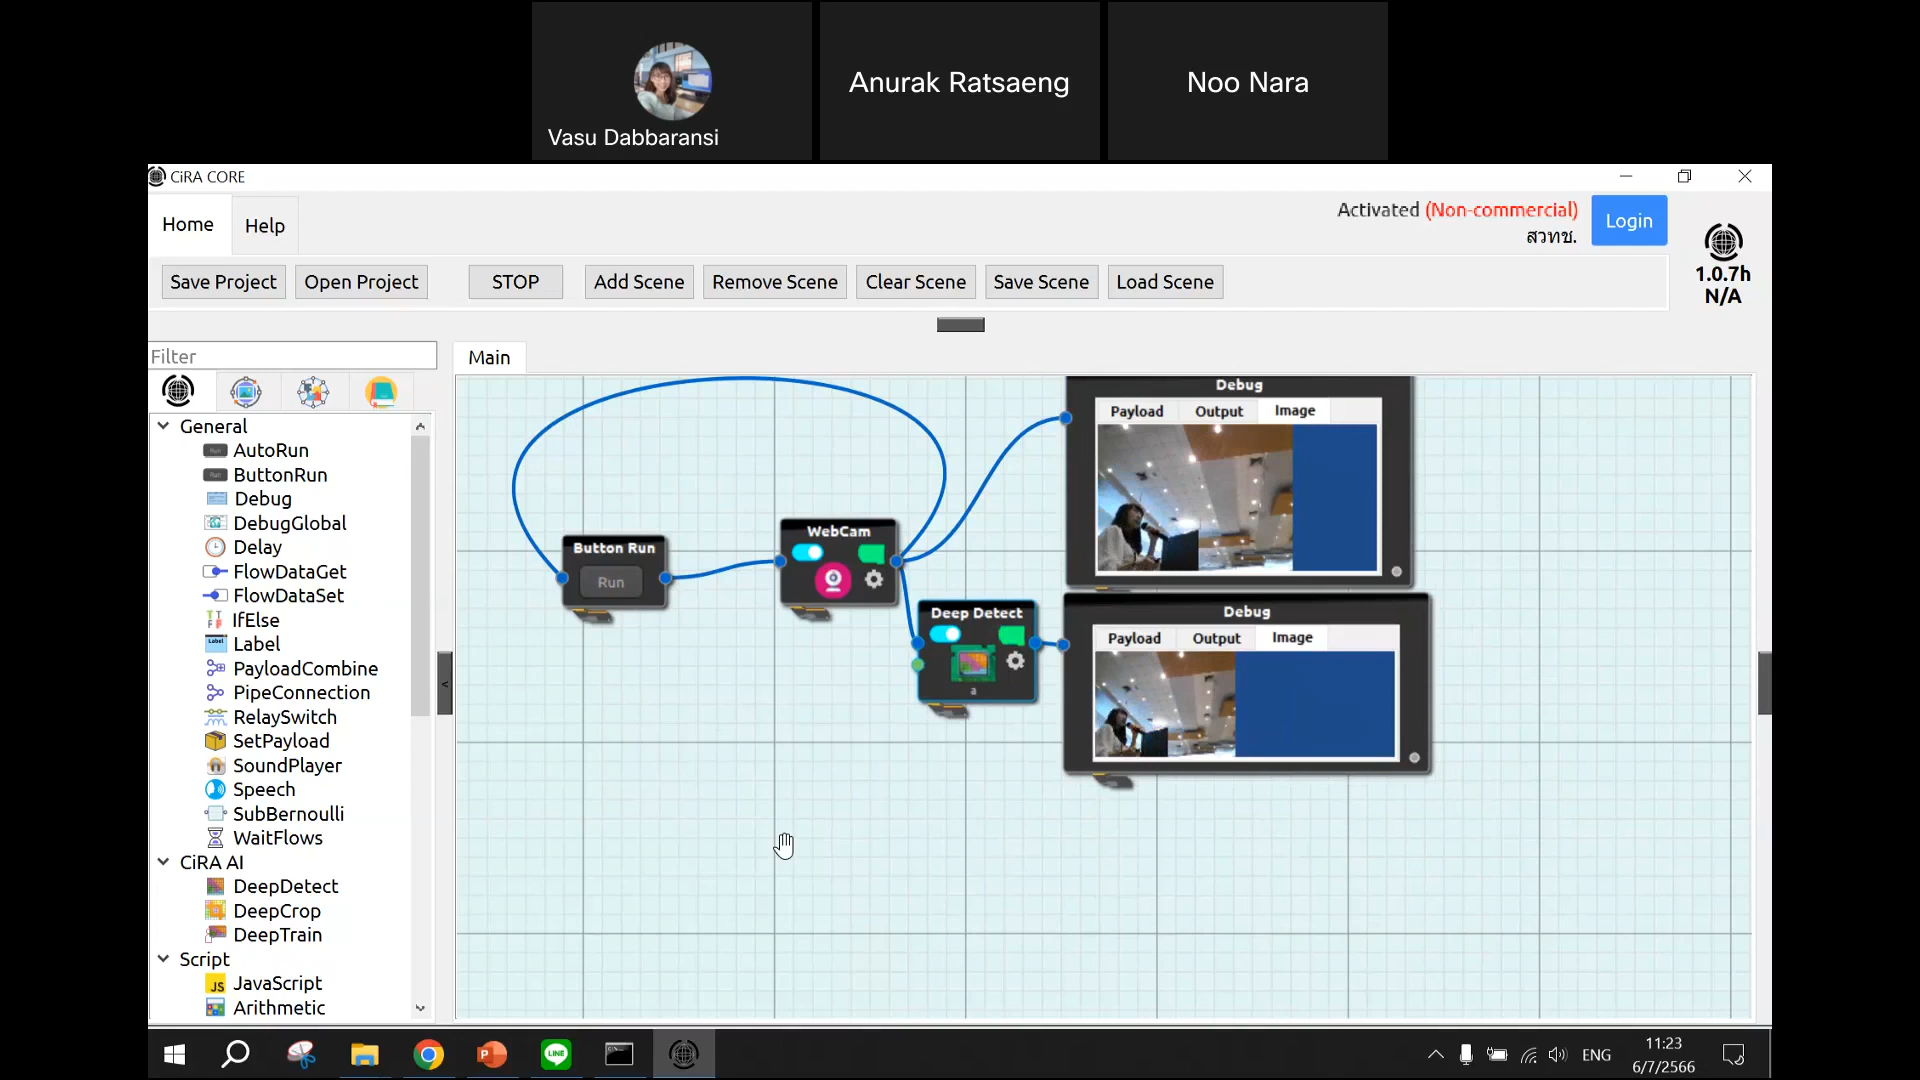 Vasu Dabbaransi
Anurak Ratsaeng
Noo Nara
CiRA CORE
Home
Help
Activated (Non-commercial)
สวทช.
Login
1.0.7h
N/A
Save Project
Open Project
STOP
Add Scene
Remove Scene
Clear Scene
Save Scene
Load Scene
Filter
Main
General
AutoRun
ButtonRun
Debug
DebugGlobal
Delay
FlowDataGet
FlowDataSet
IfElse
Label
PayloadCombine
PipeConnection
RelaySwitch
SetPayload
SoundPlayer
Speech
SubBernoulli
WaitFlows
CiRA AI
DeepDetect
DeepCrop
DeepTrain
Script
JavaScript
Arithmetic
Button Run
Run
WebCam
Deep Detect
a
Debug
Payload Output Image
Debug
Payload Output Image
ENG
11:23
6/7/2566